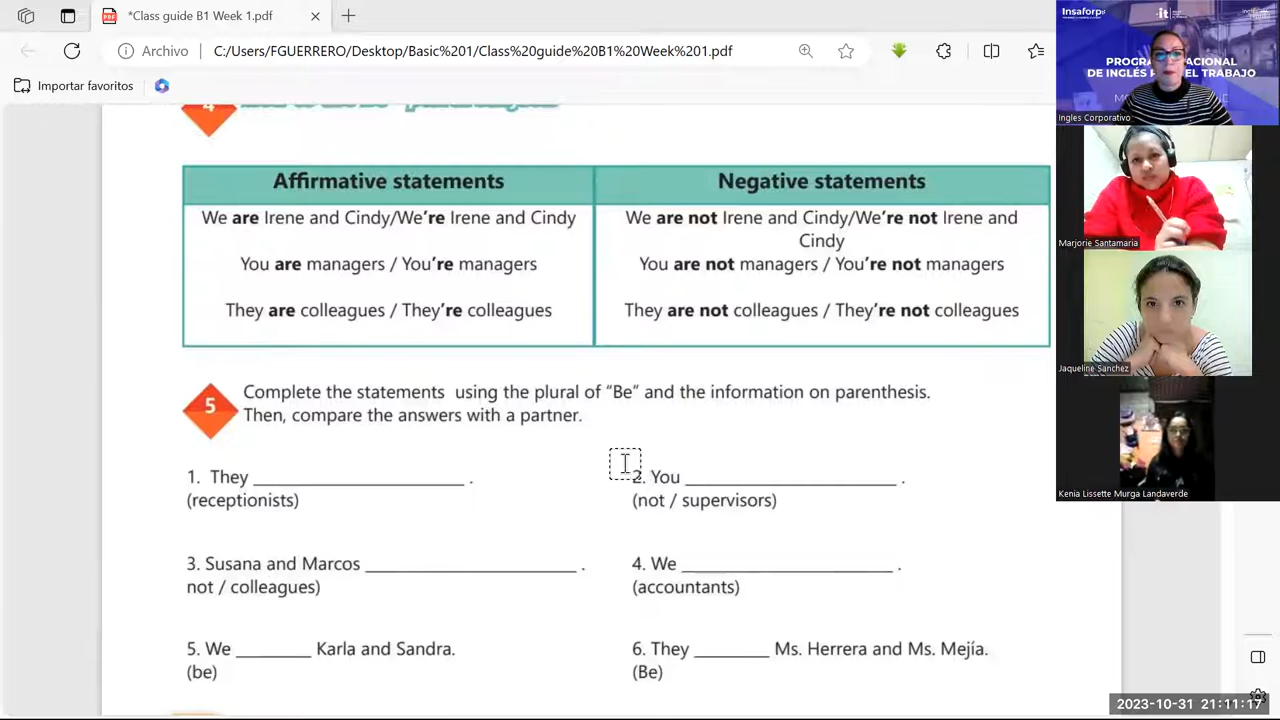 *Class guide B1 Week 1.pdf
Archivo
C:/Users/FGUERRERO/Desktop/Basic%201/Class%20guide%20B1%20Week%201.pdf
Importar favoritos
4
Affirmative statements
Negative statements
We are Irene and Cindy/We're Irene and Cindy
We are not Irene and Cindy/We're not Irene and
Cindy
You are managers / You're managers
You are not managers / You're not managers
They are colleagues / They're colleagues
They are not colleagues / They're not colleagues
5
Complete the statements using the plural of "Be" and the information on parenthesis.
Then, compare the answers with a partner.
1. They ____________________ .
(receptionists)
2. You ____________________ .
(not / supervisors)
3. Susana and Marcos ____________________ .
not / colleagues)
4. We ____________________ .
(accountants)
5. We _______ Karla and Sandra.
(be)
6. They _______ Ms. Herrera and Ms. Mejía.
(Be)
Insaforp
Ingles Corporativo
Marjorie Santamaria
Jaqueline Sanchez
Kenia Lissette Murga Landaverde
2023-10-31 21:11:17